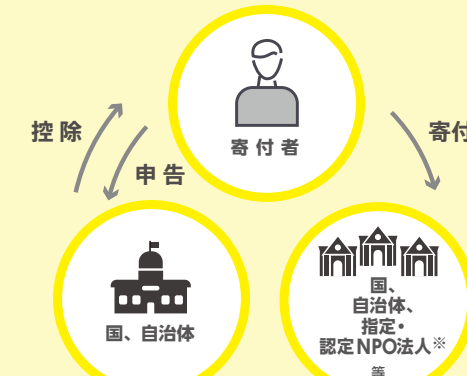 寄付者
控除
申告
寄付
国、自治体
国、
自治体、
指定・
認定NPO法人※
等